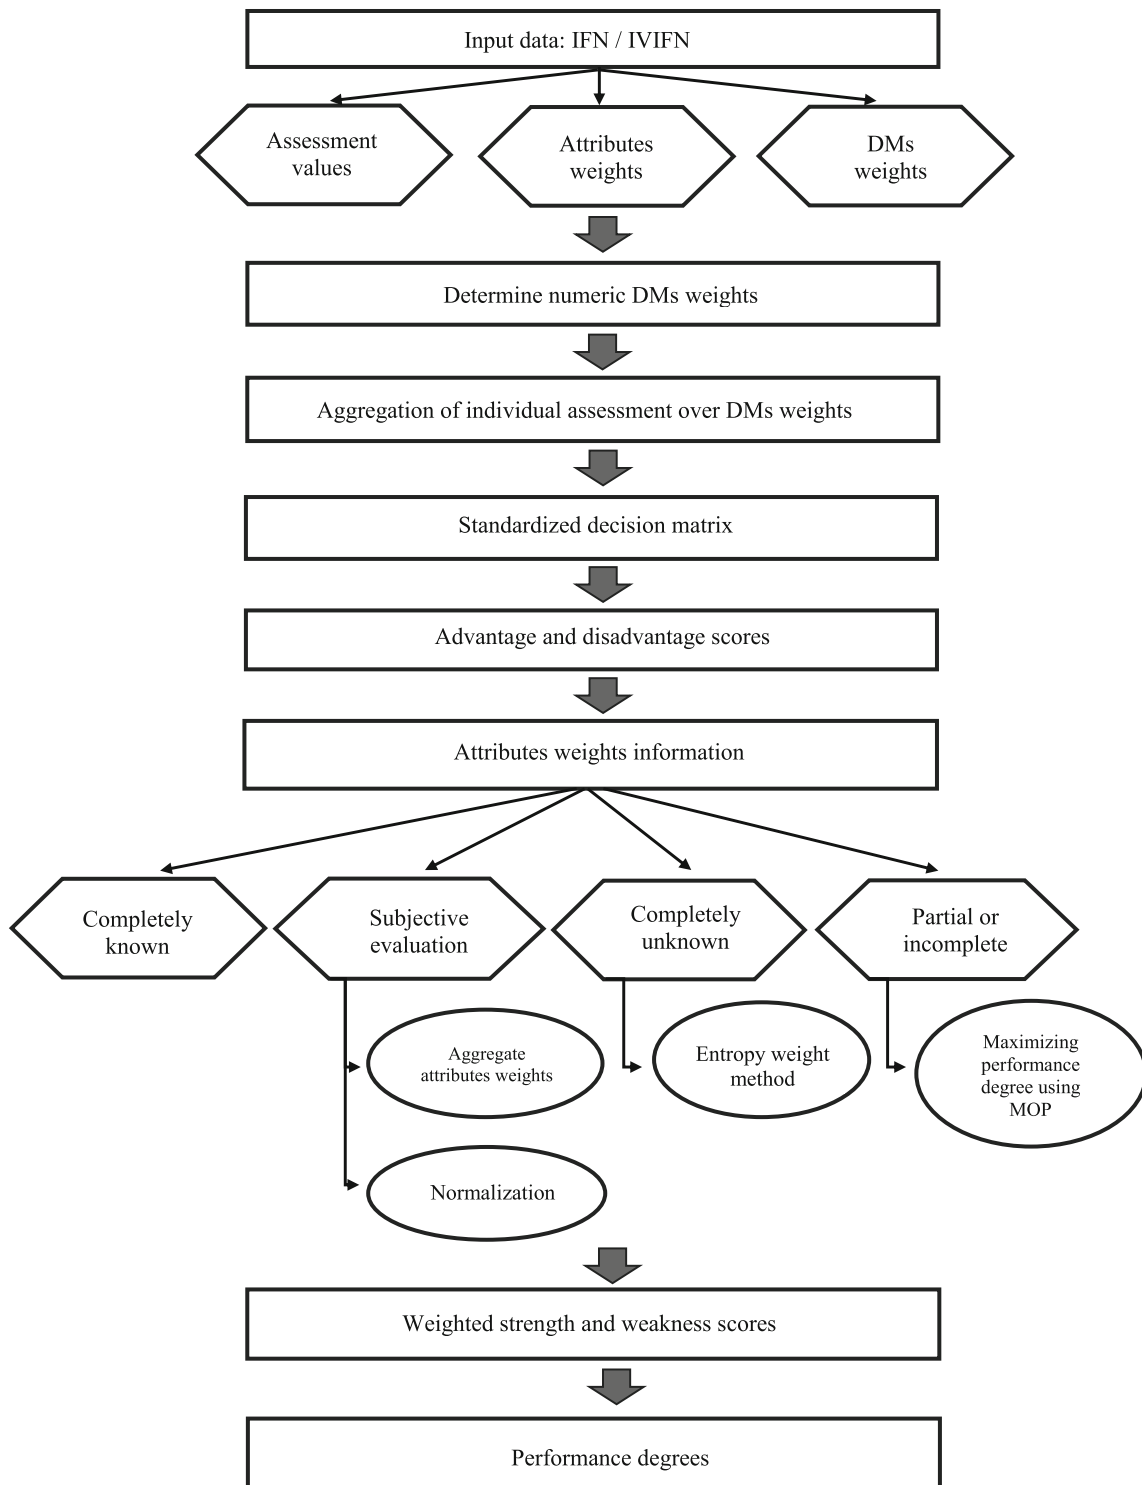 Input data: IFN / IVIFN
Assessment
values
Attributes
weights
DMs
weights
Determine numeric DMs weights
Aggregation of individual assessment over DMs weights
Standardized decision matrix
Advantage and disadvantage scores
Attributes weights information
Completely
known
Subjective
evaluation
Completely
unknown
Partial or
incomplete
Aggregate
attributes weights
Entropy weight
method
Maximizing
performance
degree using
MOP
Normalization
Weighted strength and weakness scores
Performance degrees